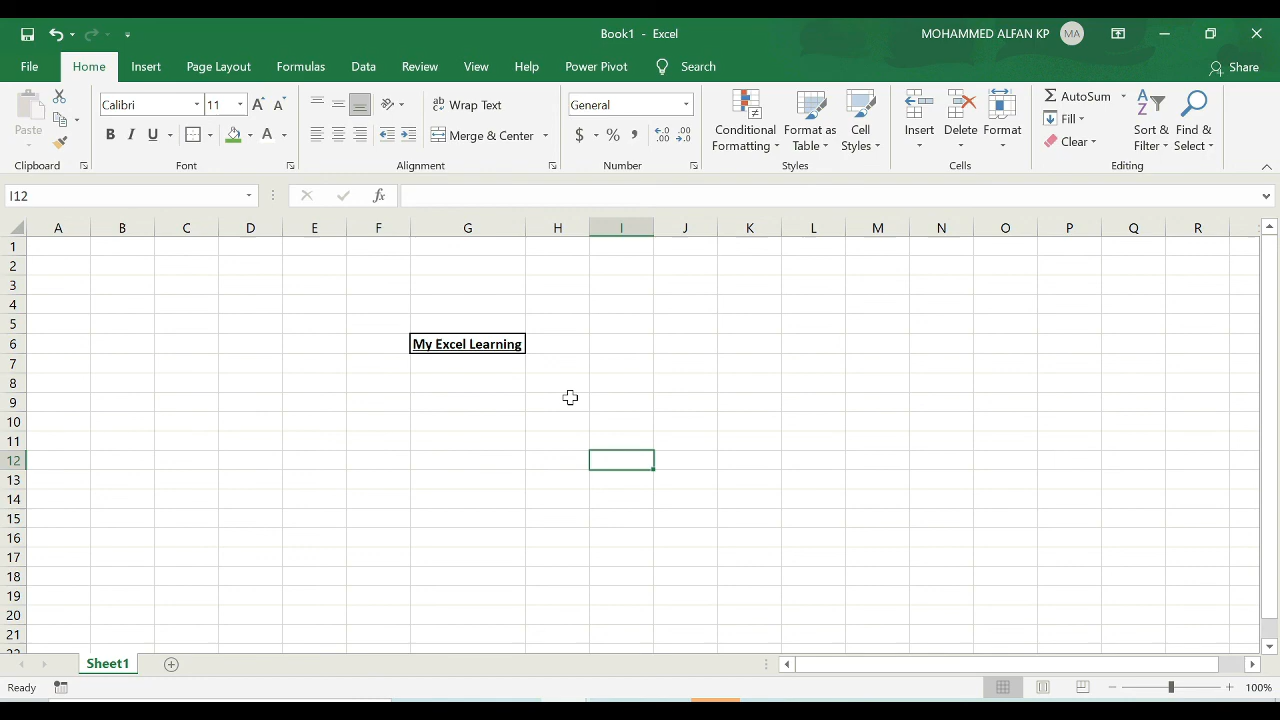 Book1 - Excel
MOHAMMED ALFAN KP
MA
File Home Insert Page Layout Formulas Data Review View Help Power Pivot Search Share
Paste
Clipboard
Calibri 11
B I U A
Font
Wrap Text
Merge & Center
Alignment
General
$ % ,
Number
Conditional Formatting
Format as Table
Cell Styles
Styles
Insert Delete Format
Cells
AutoSum
Fill
Clear
Sort & Filter
Find & Select
Editing
I12
fx
A B C D E F G H I J K L M N O P Q R
1
2
3
4
5
6 My Excel Learning
7
8
9
10
11
12
13
14
15
16
17
18
19
20
21
Sheet1
Ready
100%